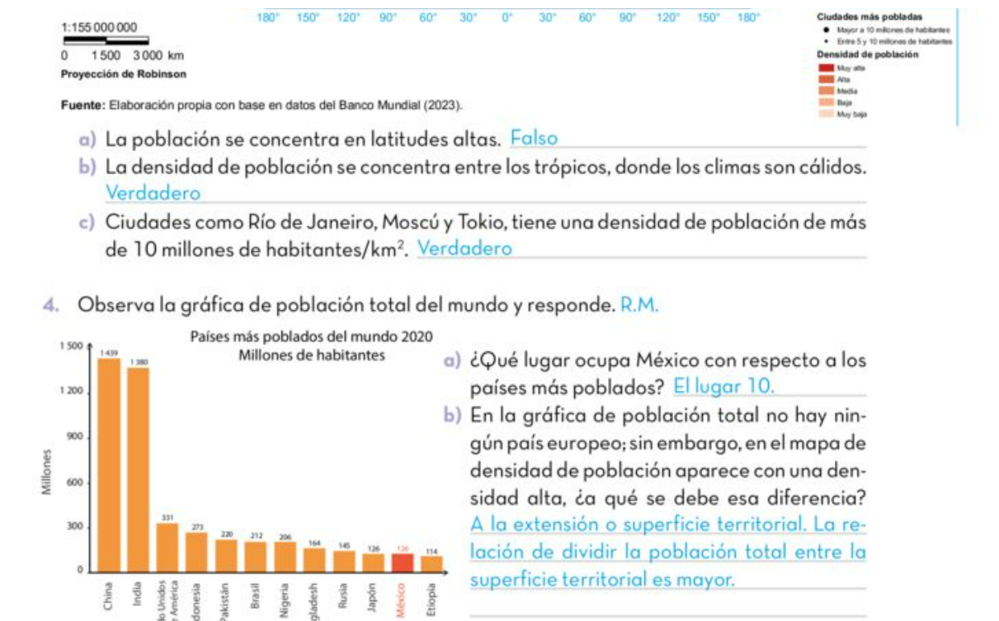 180° 150° 120° 90° 60° 30° 0° 30° 60° 90° 120° 150° 180°
1:155 000 000
0 1 500 3 000 km
Proyección de Robinson
Fuente: Elaboración propia con base en datos del Banco Mundial (2023).
Ciudades más pobladas
Mayor a 10 millones de habitantes
Entre 5 y 10 millones de habitantes
Densidad de población
Muy alta
Alta
Media
Baja
Muy baja
a) La población se concentra en latitudes altas. Falso
b) La densidad de población se concentra entre los trópicos, donde los climas son cálidos.
Verdadero
c) Ciudades como Río de Janeiro, Moscú y Tokio, tiene una densidad de población de más
de 10 millones de habitantes/km². Verdadero
4. Observa la gráfica de población total del mundo y responde. R.M.
Países más poblados del mundo 2020
Millones de habitantes
Millones
1 500
1 200
900
600
300
0
1 439
1 380
331
273
220
212
206
164
145
126
126
114
China
India
do Unidos
e América
donesia
Pakistán
Brasil
Nigeria
gladesh
Rusia
Japón
México
Etiopía
a) ¿Qué lugar ocupa México con respecto a los
países más poblados? El lugar 10.
b) En la gráfica de población total no hay nin-
gún país europeo; sin embargo, en el mapa de
densidad de población aparece con una den-
sidad alta, ¿a qué se debe esa diferencia?
A la extensión o superficie territorial. La re-
lación de dividir la población total entre la
superficie territorial es mayor.